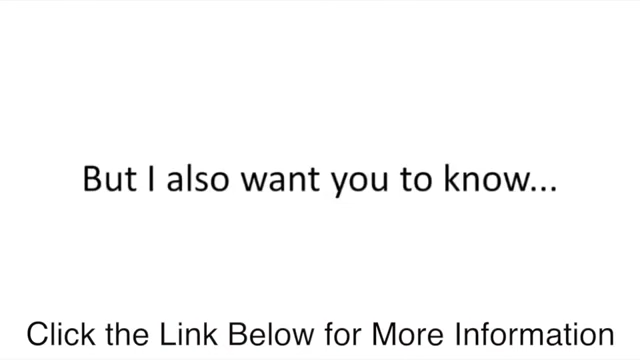 But I also want you to know...
Click the Link Below for More Information